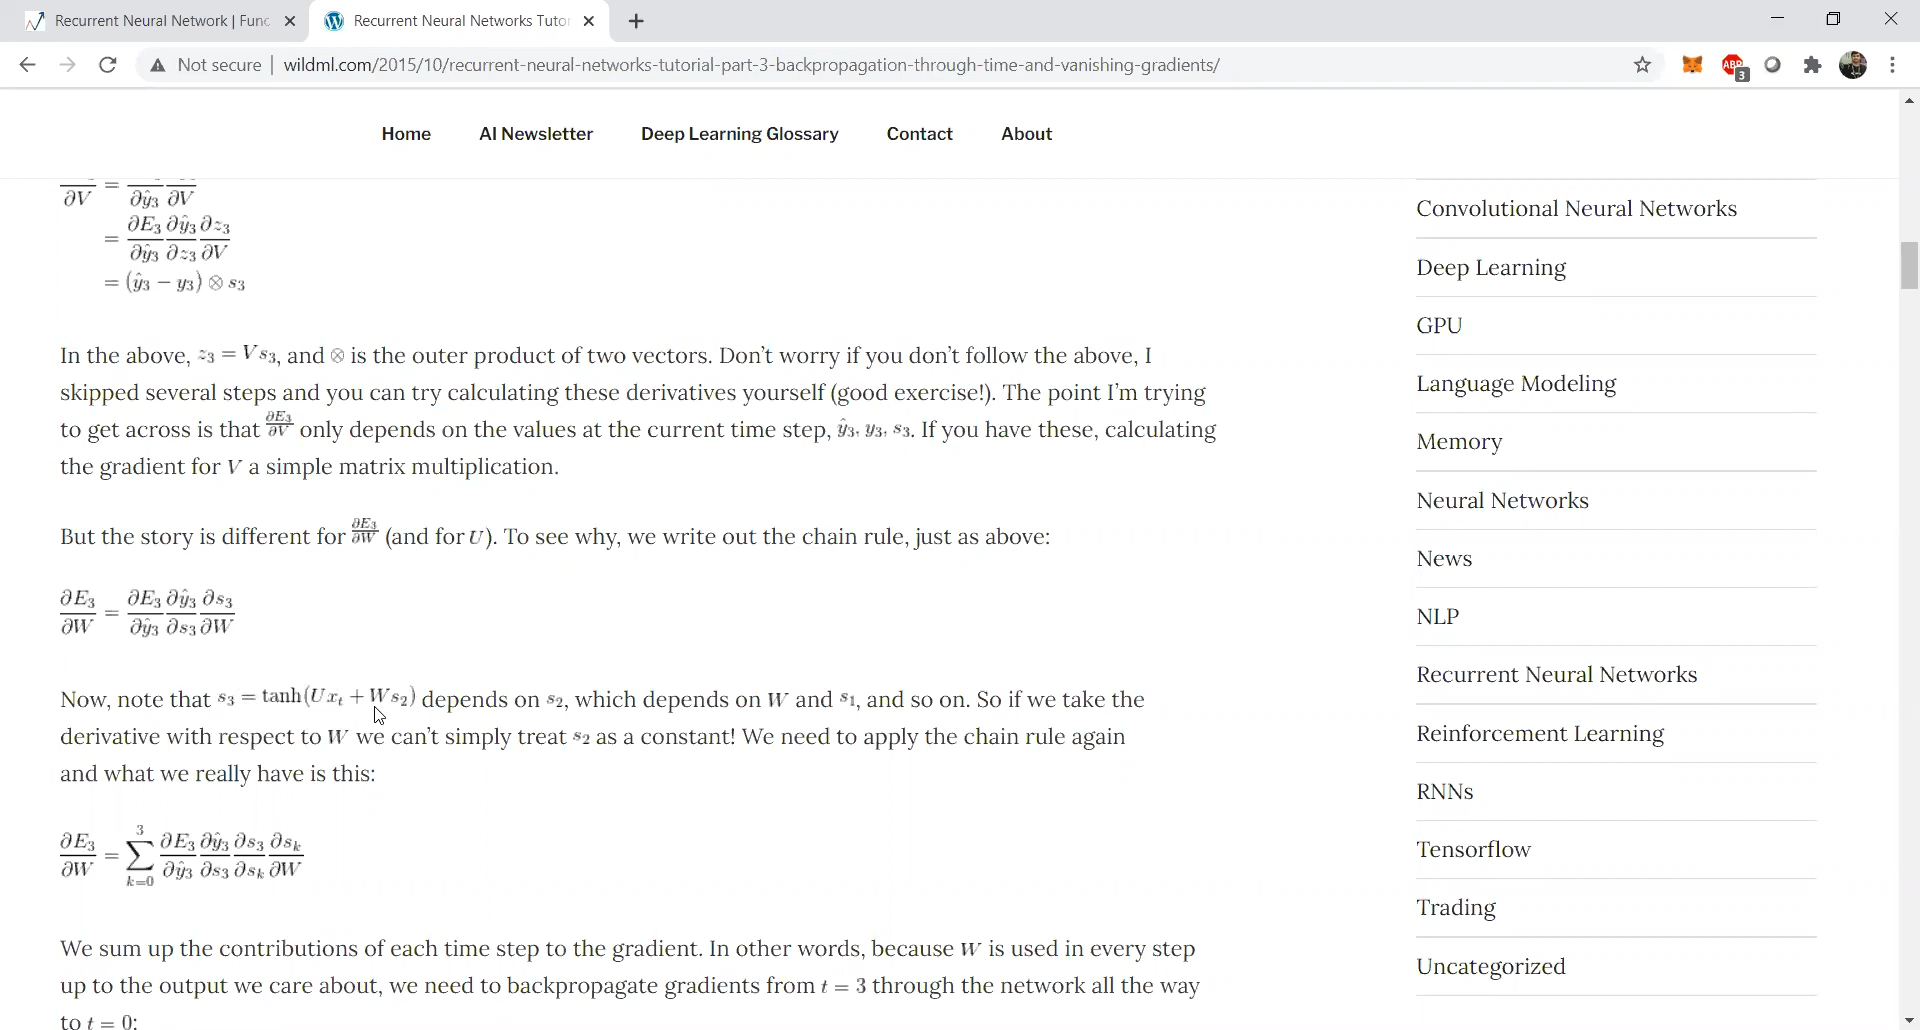 Recurrent Neural Network | Func
Recurrent Neural Networks Tutor
Not secure | wildml.com/2015/10/recurrent-neural-networks-tutorial-part-3-backpropagation-through-time-and-vanishing-gradients/
ABP
3
Home AI Newsletter Deep Learning Glossary Contact About
∂V = ∂ŷ₃ ∂V
= ∂E₃/∂ŷ₃ ∂ŷ₃/∂z₃ ∂z₃/∂V
= (ŷ₃ − y₃) ⊗ s₃
In the above, z₃ = Vs₃, and ⊗ is the outer product of two vectors. Don’t worry if you don’t follow the above, I
skipped several steps and you can try calculating these derivatives yourself (good exercise!). The point I’m trying
to get across is that ∂E₃/∂V only depends on the values at the current time step, ŷ₃, y₃, s₃. If you have these, calculating
the gradient for V a simple matrix multiplication.
But the story is different for ∂E₃/∂W (and for U). To see why, we write out the chain rule, just as above:
∂E₃/∂W = ∂E₃/∂ŷ₃ ∂ŷ₃/∂s₃ ∂s₃/∂W
Now, note that s₃ = tanh(Uxₜ + Ws₂) depends on s₂, which depends on W and s₁, and so on. So if we take the
derivative with respect to W we can’t simply treat s₂ as a constant! We need to apply the chain rule again
and what we really have is this:
∂E₃/∂W = ∑ₖ₌₀³ ∂E₃/∂ŷ₃ ∂ŷ₃/∂s₃ ∂s₃/∂sₖ ∂sₖ/∂W
We sum up the contributions of each time step to the gradient. In other words, because W is used in every step
up to the output we care about, we need to backpropagate gradients from t = 3 through the network all the way
to t = 0:
Convolutional Neural Networks
Deep Learning
GPU
Language Modeling
Memory
Neural Networks
News
NLP
Recurrent Neural Networks
Reinforcement Learning
RNNs
Tensorflow
Trading
Uncategorized